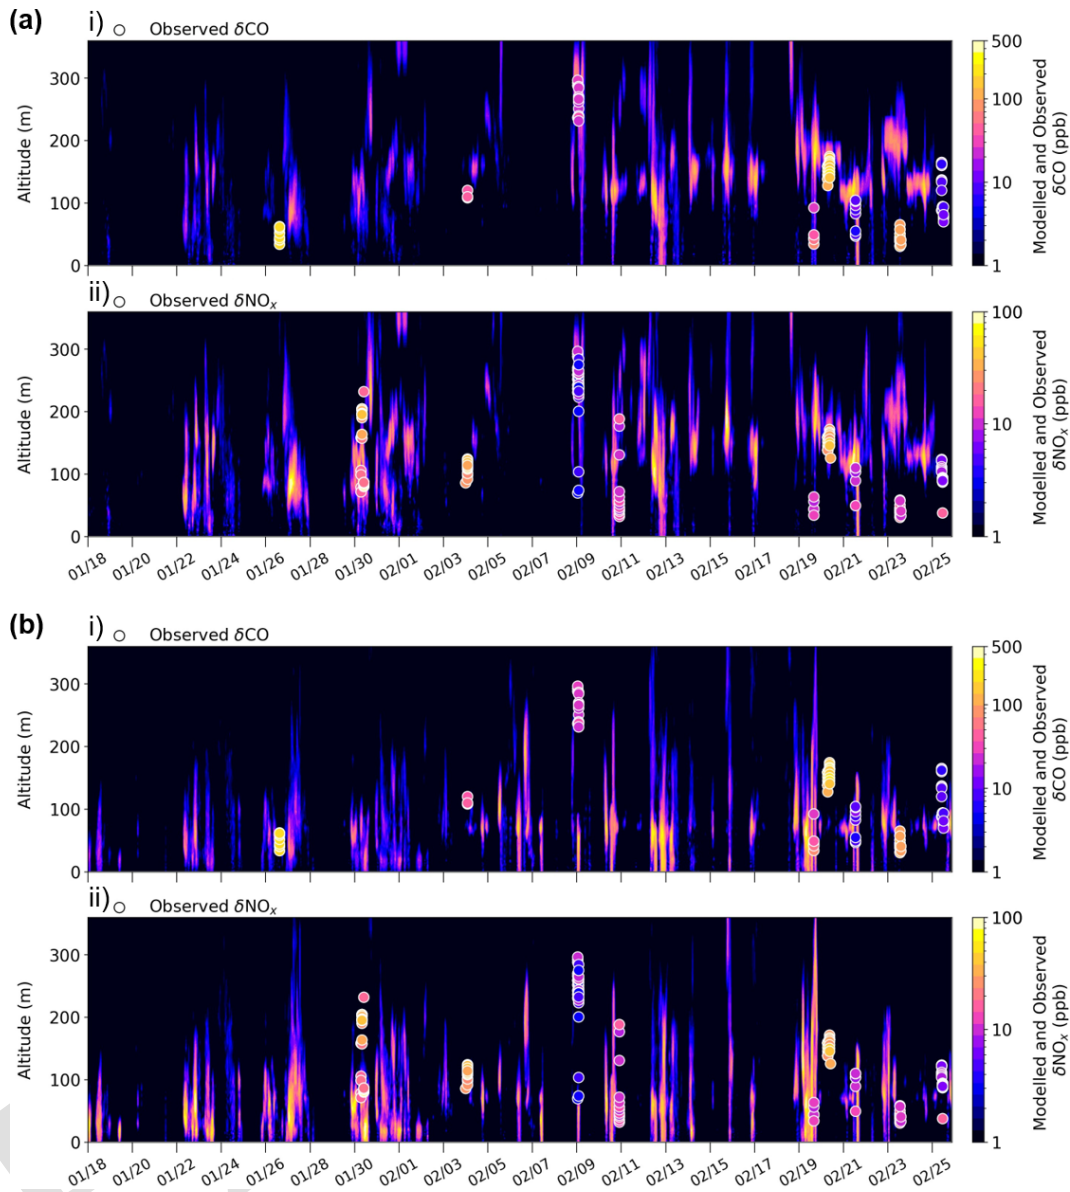 (a)
i) Observed δCO
300
200
100
0
Altitude (m)
500
100
10
1
Modelled and Observed
δCO (ppb)
ii) Observed δNOx
300
200
100
0
Altitude (m)
100
10
1
Modelled and Observed
δNOx (ppb)
01/18 01/20 01/22 01/24 01/26 01/28 01/30 02/01 02/03 02/05 02/07 02/09 02/11 02/13 02/15 02/17 02/19 02/21 02/23 02/25
(b)
i) Observed δCO
300
200
100
0
Altitude (m)
500
100
10
1
Modelled and Observed
δCO (ppb)
ii) Observed δNOx
300
200
100
0
Altitude (m)
100
10
1
Modelled and Observed
δNOx (ppb)
01/18 01/20 01/22 01/24 01/26 01/28 01/30 02/01 02/03 02/05 02/07 02/09 02/11 02/13 02/15 02/17 02/19 02/21 02/23 02/25